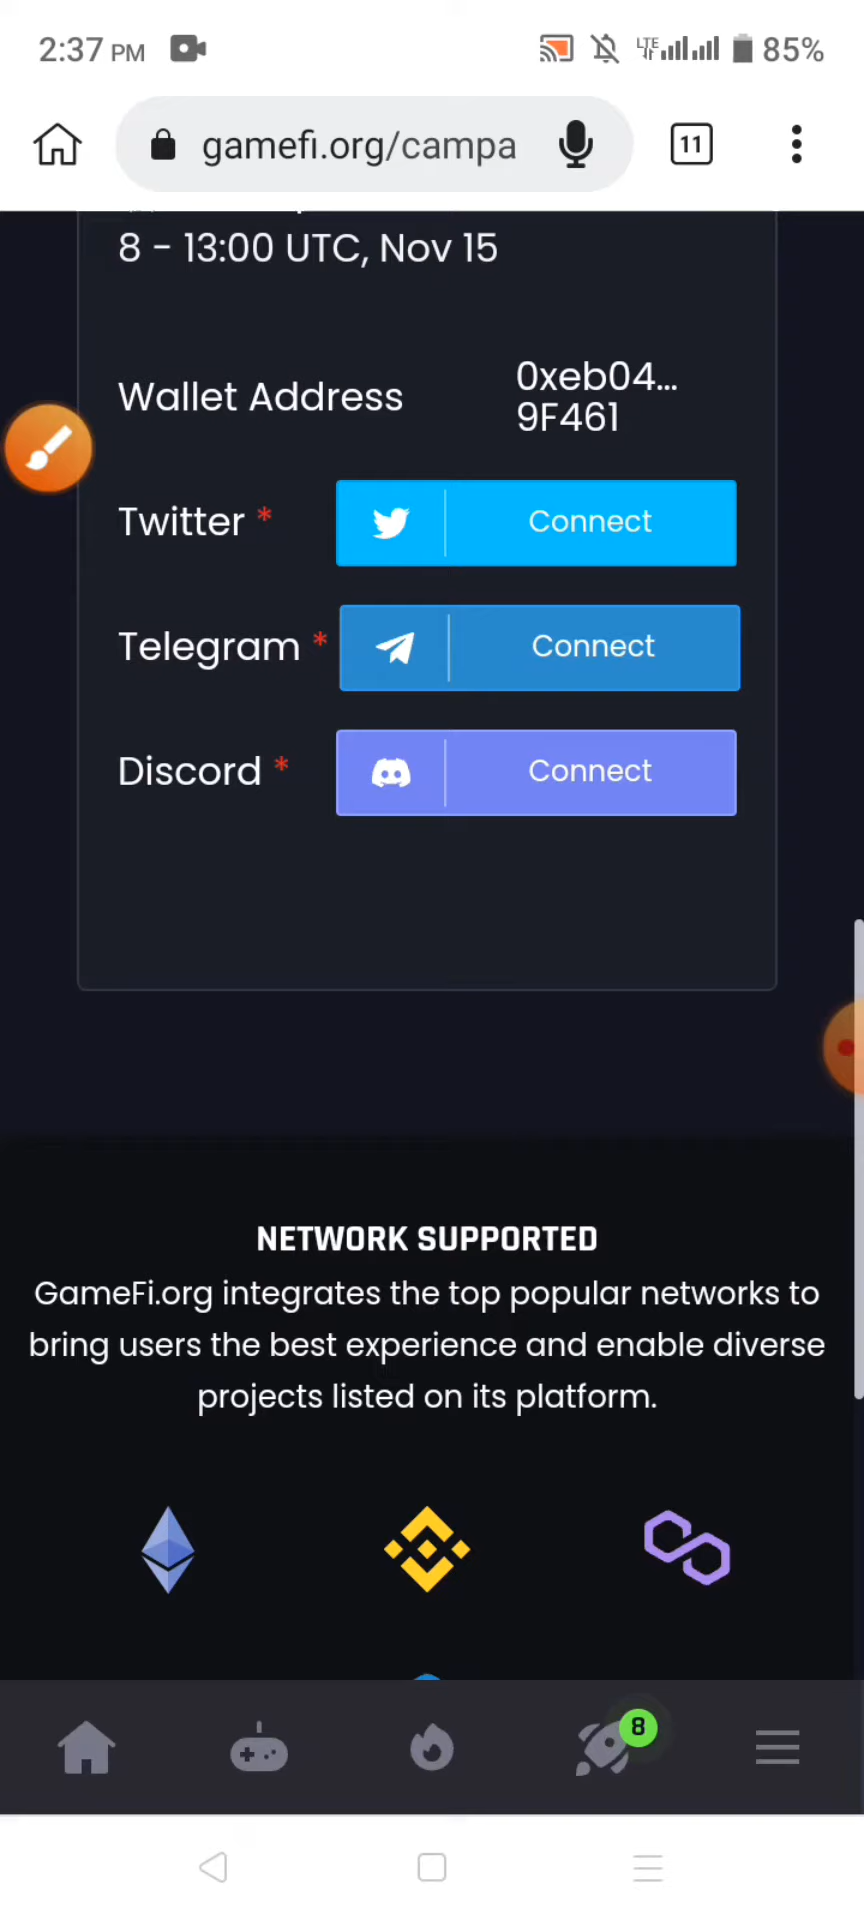 2:37 PM
LTE
85%
gamefi.org/campa
11
8 - 13:00 UTC, Nov 15
Wallet Address
0xeb04...
9F461
Twitter *
Connect
Telegram *
Connect
Discord *
Connect
NETWORK SUPPORTED
GameFi.org integrates the top popular networks to
bring users the best experience and enable diverse
projects listed on its platform.
8